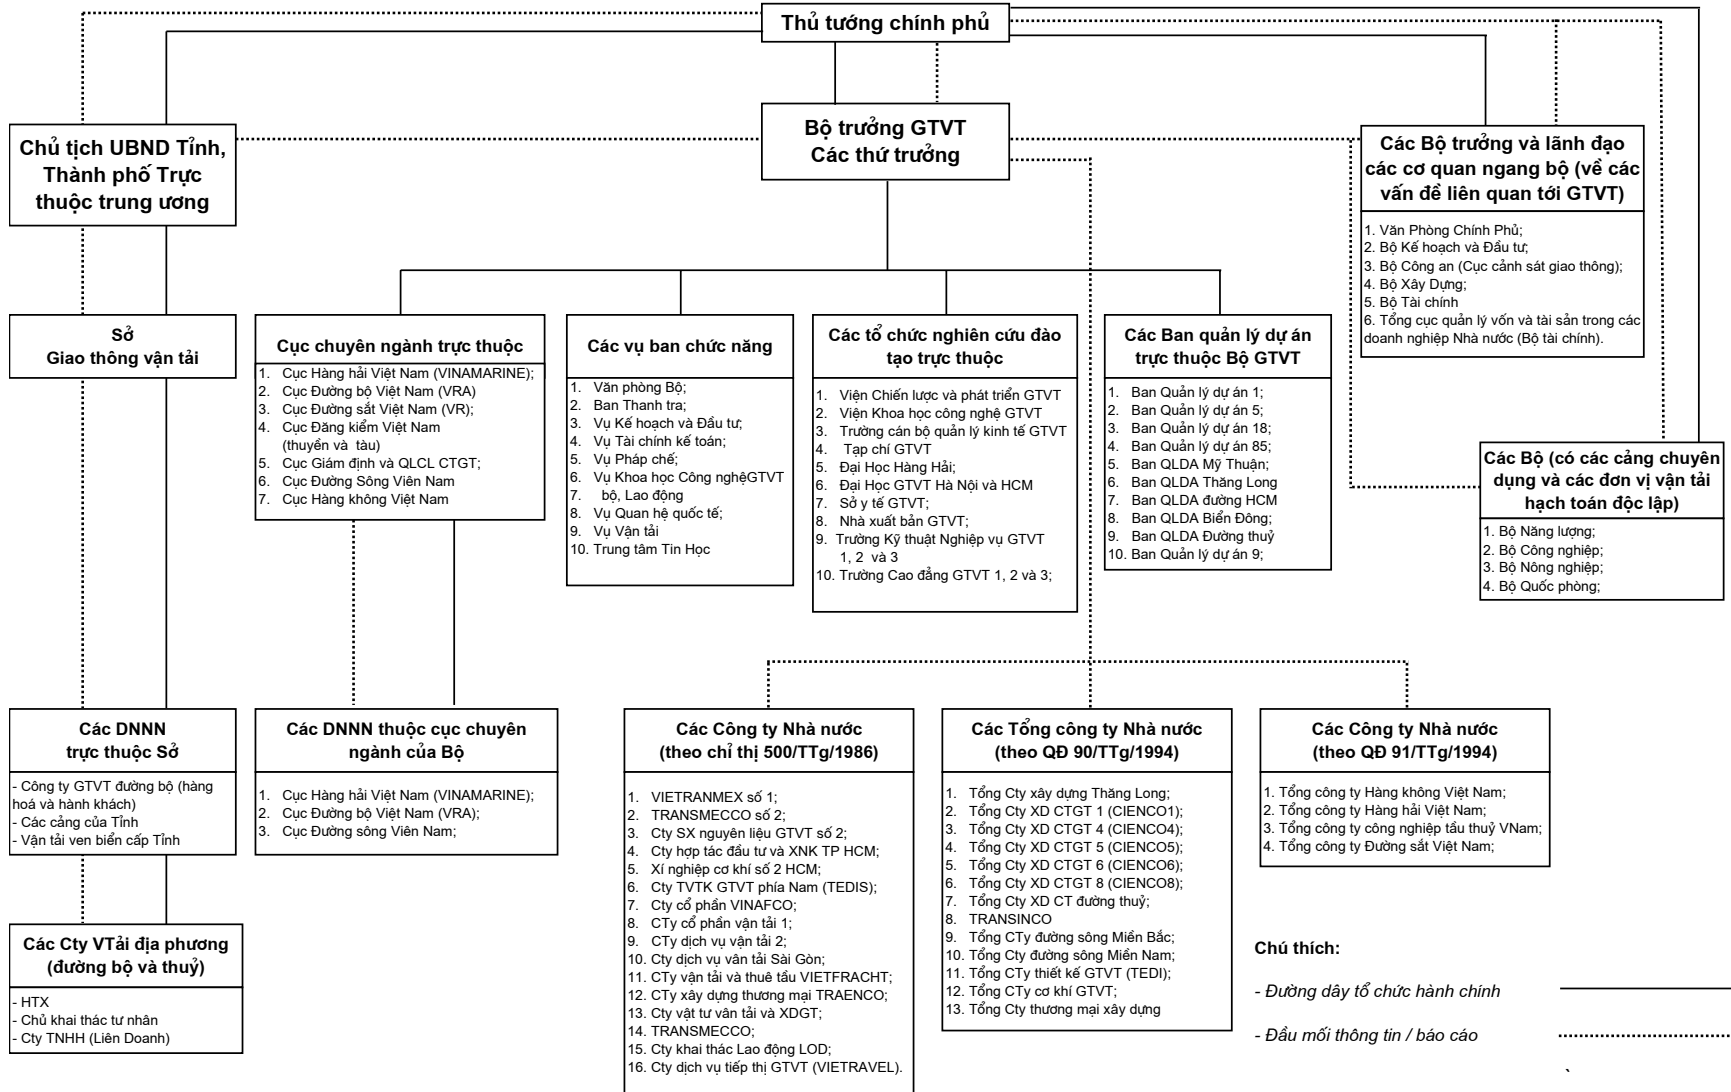 Thủ tướng chính phủ
Chủ tịch UBND Tỉnh,
Thành phố Trực
thuộc trung ương
Bộ trưởng GTVT
Các thứ trưởng
Các Bộ trưởng và lãnh đạo
các cơ quan ngang bộ (về các
vấn đề liên quan tới GTVT)
1. Văn Phòng Chính Phủ;
2. Bộ Kế hoạch và Đầu tư;
3. Bộ Công an (Cục cảnh sát giao thông);
4. Bộ Xây Dựng;
5. Bộ Tài chính
6. Tổng cục quản lý vốn và tài sản trong các
doanh nghiệp Nhà nước (Bộ tài chính).
Sở
Giao thông vận tải
Cục chuyên ngành trực thuộc
1. Cục Hàng hải Việt Nam (VINAMARINE);
2. Cục Đường bộ Việt Nam (VRA)
3. Cục Đường sắt Việt Nam (VR);
4. Cục Đăng kiểm Việt Nam
(thuyền và tàu)
5. Cục Giám định và QLCL CTGT;
6. Cục Đường Sông Viên Nam
7. Cục Hàng không Việt Nam
Các vụ ban chức năng
1. Văn phòng Bộ;
2. Ban Thanh tra;
3. Vụ Kế hoạch và Đầu tư;
4. Vụ Tài chính kế toán;
5. Vụ Pháp chế;
6. Vụ Khoa học Công nghệGTVT
7. bộ, Lao động
8. Vụ Quan hệ quốc tế;
9. Vụ Vận tải
10. Trung tâm Tin Học
Các tổ chức nghiên cứu đào
tạo trực thuộc
1. Viện Chiến lược và phát triển GTVT
2. Viện Khoa học công nghệ GTVT
3. Trường cán bộ quản lý kinh tế GTVT
4. Tạp chí GTVT
5. Đại Học Hàng Hải;
6. Đại Học GTVT Hà Nội và HCM
7. Sở y tế GTVT;
8. Nhà xuất bản GTVT;
9. Trường Kỹ thuật Nghiệp vụ GTVT
1, 2 và 3
10. Trường Cao đẳng GTVT 1, 2 và 3;
Các Ban quản lý dự án
trực thuộc Bộ GTVT
1. Ban Quản lý dự án 1;
2. Ban Quản lý dự án 5;
3. Ban Quản lý dự án 18;
4. Ban Quản lý dự án 85;
5. Ban QLDA Mỹ Thuận;
6. Ban QLDA Thăng Long
7. Ban QLDA đường HCM
8. Ban QLDA Biển Đông;
9. Ban QLDA Đường thuỷ
10. Ban Quản lý dự án 9;
Các Bộ (có các cảng chuyên
dụng và các đơn vị vận tải
hạch toán độc lập)
1. Bộ Năng lượng;
2. Bộ Công nghiệp;
3. Bộ Nông nghiệp;
4. Bộ Quốc phòng;
Các DNNN
trực thuộc Sở
- Công ty GTVT đường bộ (hàng
hoá và hành khách)
- Các cảng của Tỉnh
- Vận tải ven biển cấp Tỉnh
Các DNNN thuộc cục chuyên
ngành của Bộ
1. Cục Hàng hải Việt Nam (VINAMARINE);
2. Cục Đường bộ Việt Nam (VRA);
3. Cục Đường sông Viên Nam;
Các Công ty Nhà nước
(theo chỉ thị 500/TTg/1986)
1. VIETRANMEX số 1;
2. TRANSMECCO số 2;
3. Cty SX nguyên liệu GTVT số 2;
4. Cty hợp tác đầu tư và XNK TP HCM;
5. Xí nghiệp cơ khí số 2 HCM;
6. Cty TVTK GTVT phía Nam (TEDIS);
7. Cty cổ phần VINAFCO;
8. CTy cổ phần vận tải 1;
9. CTy dịch vụ vận tải 2;
10. Cty dịch vụ vân tải Sài Gòn;
11. CTy vận tải và thuê tầu VIETFRACHT;
12. CTy xây dựng thương mại TRAENCO;
13. Cty vật tư vân tải và XDGT;
14. TRANSMECCO;
15. Cty khai thác Lao động LOD;
16. Cty dịch vụ tiếp thị GTVT (VIETRAVEL).
Các Tổng công ty Nhà nước
(theo QĐ 90/TTg/1994)
1. Tổng Cty xây dựng Thăng Long;
2. Tổng Cty XD CTGT 1 (CIENCO1)
3. Tổng Cty XD CTGT 4 (CIENCO4);
4. Tổng Cty XD CTGT 5 (CIENCO5);
5. Tổng Cty XD CTGT 6 (CIENCO6);
6. Tổng Cty XD CTGT 8 (CIENCO8);
7. Tổng Cty XD CT đường thuỷ;
8. TRANSINCO
9. Tổng CTy đường sông Miền Bắc;
10. Tổng Cty đường sông Miền Nam;
11. Tổng CTy thiết kế GTVT (TEDI);
12. Tổng CTy cơ khí GTVT;
13. Tổng Cty thương mại xây dựng
Các Công ty Nhà nước
(theo QĐ 91/TTg/1994)
1. Tổng công ty Hàng không Việt Nam;
2. Tổng công ty Hàng hải Việt Nam;
3. Tổng công ty công nghiệp tầu thuỷ VNam;
4. Tổng công ty Đường sắt Việt Nam;
Các Cty VTải địa phương
(đường bộ và thuỷ)
- HTX
- Chủ khai thác tư nhân
- Cty TNHH (Liên Doanh)
Chú thích:
- Đường dây tổ chức hành chinh
- Đầu mối thông tin / báo cáo